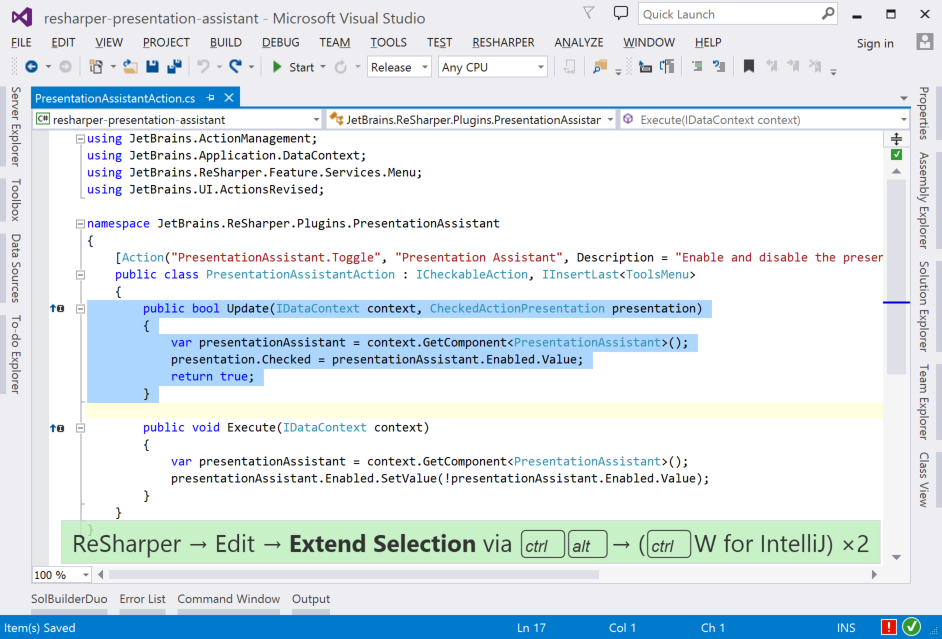 resharper-presentation-assistant - Microsoft Visual Studio
Quick Launch
FILE EDIT VIEW PROJECT BUILD DEBUG TEAM TOOLS TEST RESHARPER ANALYZE WINDOW HELP Sign in
Start Release Any CPU
PresentationAssistantAction.cs
C# resharper-presentation-assistant JetBrains.ReSharper.Plugins.PresentationAssistar Execute(IDataContext context)
using JetBrains.ActionManagement;
using JetBrains.Application.DataContext;
using JetBrains.ReSharper.Feature.Services.Menu;
using JetBrains.UI.ActionsRevised;
namespace JetBrains.ReSharper.Plugins.PresentationAssistant
{
[Action("PresentationAssistant.Toggle", "Presentation Assistant", Description = "Enable and disable the presen
public class PresentationAssistantAction : ICheckableAction, IInsertLast<ToolsMenu>
{
public bool Update(IDataContext context, CheckedActionPresentation presentation)
{
var presentationAssistant = context.GetComponent<PresentationAssistant>();
presentation.Checked = presentationAssistant.Enabled.Value;
return true;
}
public void Execute(IDataContext context)
{
var presentationAssistant = context.GetComponent<PresentationAssistant>();
presentationAssistant.Enabled.SetValue(!presentationAssistant.Enabled.Value);
}
}
}
ReSharper → Edit → Extend Selection via ctrl alt → (ctrl W for IntelliJ) ×2
Server Explorer
Toolbox
Data Sources
To-do Explorer
Properties
Assembly Explorer
Solution Explorer
Team Explorer
Class View
100 %
SolBuilderDuo Error List Command Window Output
Item(s) Saved Ln 17 Col 1 Ch 1 INS